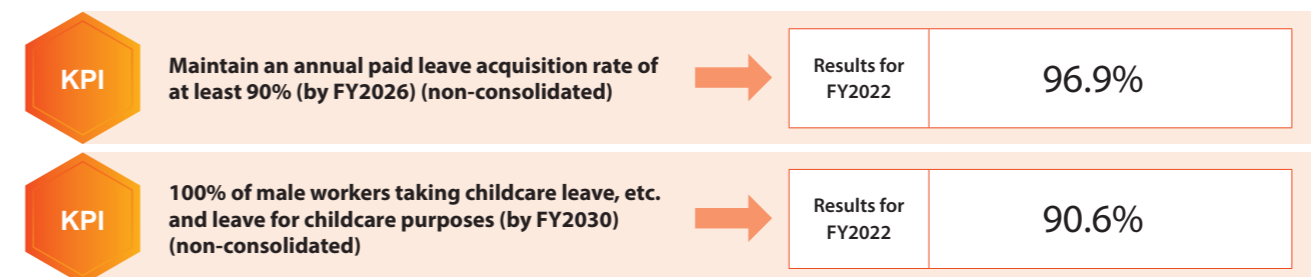 KPI
Maintain an annual paid leave acquisition rate of
at least 90% (by FY2026) (non-consolidated)
Results for
FY2022
96.9%
KPI
100% of male workers taking childcare leave, etc.
and leave for childcare purposes (by FY2030)
(non-consolidated)
Results for
FY2022
90.6%